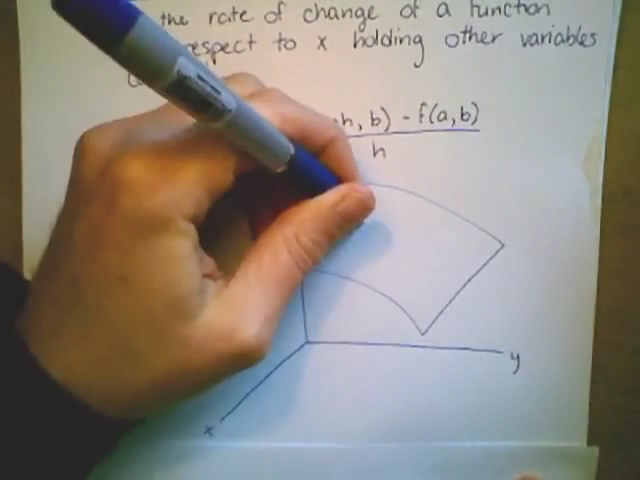 the rate of change of a function
respect to x holding other variables
h, b) - f(a,b)
h
y
x